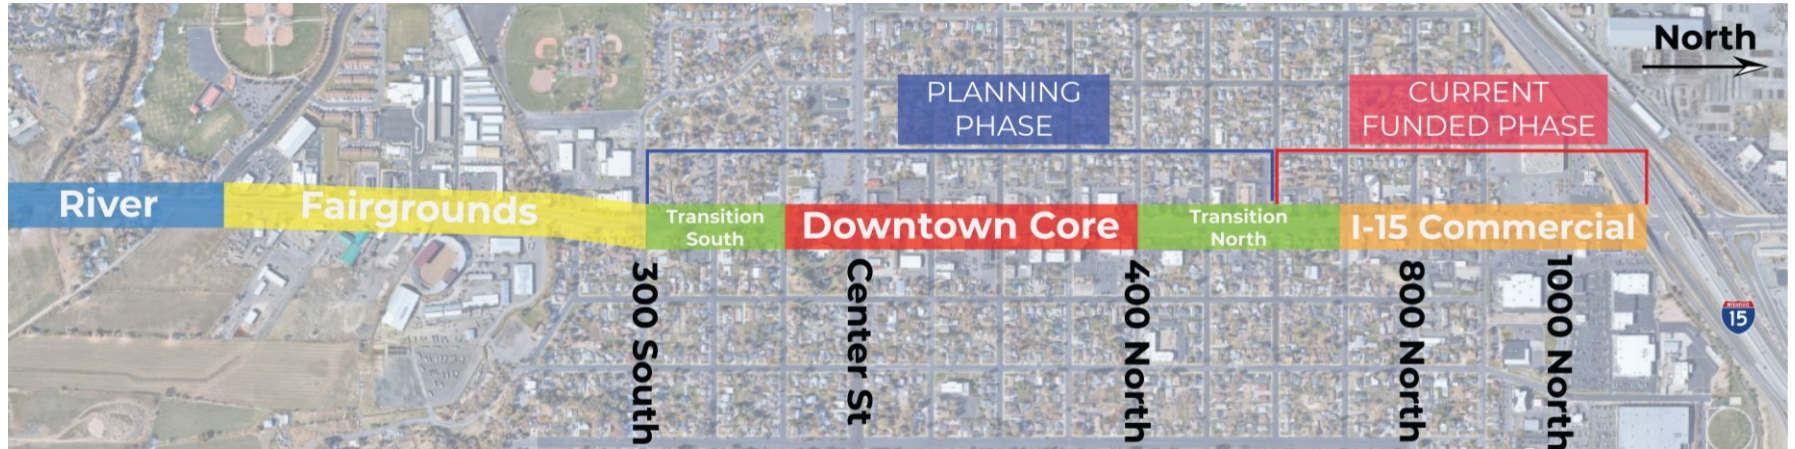 North
PLANNING
PHASE
CURRENT
FUNDED PHASE
River
Fairgrounds
Transition
South
Downtown Core
Transition
North
I-15 Commercial
300 South
Center St
400 North
800 North
1000 North
INTERSTATE
15